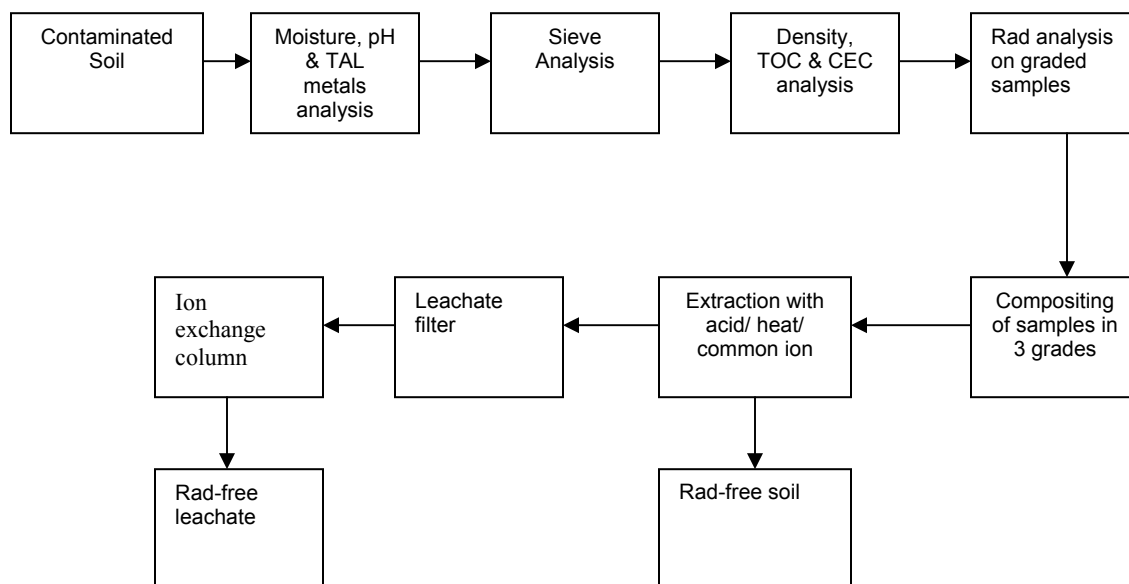 Contaminated
Soil
Moisture, pH
& TAL
metals
analysis
Sieve
Analysis
Density,
TOC & CEC
analysis
Rad analysis
on graded
samples
Compositing
of samples in
3 grades
Extraction with
acid/ heat/
common ion
Leachate
filter
Ion
exchange
column
Rad-free
leachate
Rad-free soil